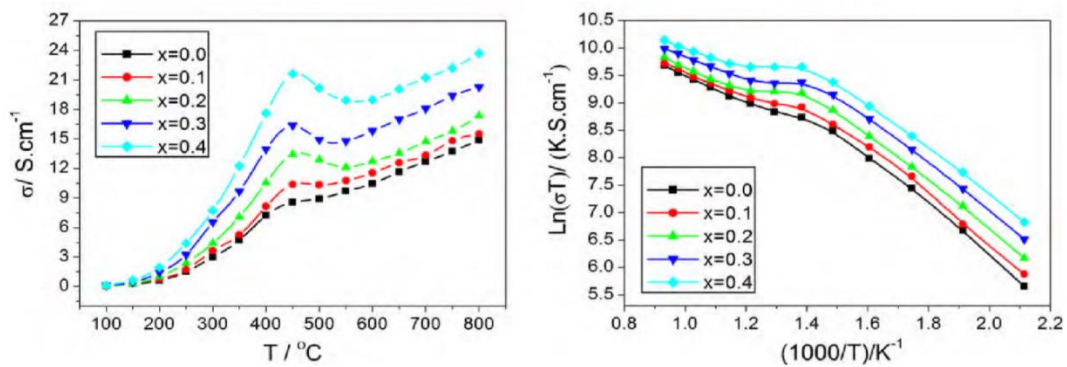 27
24
21
18
15
12
9
6
3
0
σ/ S.cm-1
x=0.0
x=0.1
x=0.2
x=0.3
x=0.4
100 200 300 400 500 600 700 800
T / °C
10.5
10.0
9.5
9.0
8.5
8.0
7.5
7.0
6.5
6.0
5.5
Ln(σT)/ (K.S.cm-1)
x=0.0
x=0.1
x=0.2
x=0.3
x=0.4
0.8 1.0 1.2 1.4 1.6 1.8 2.0 2.2
(1000/T)/K-1